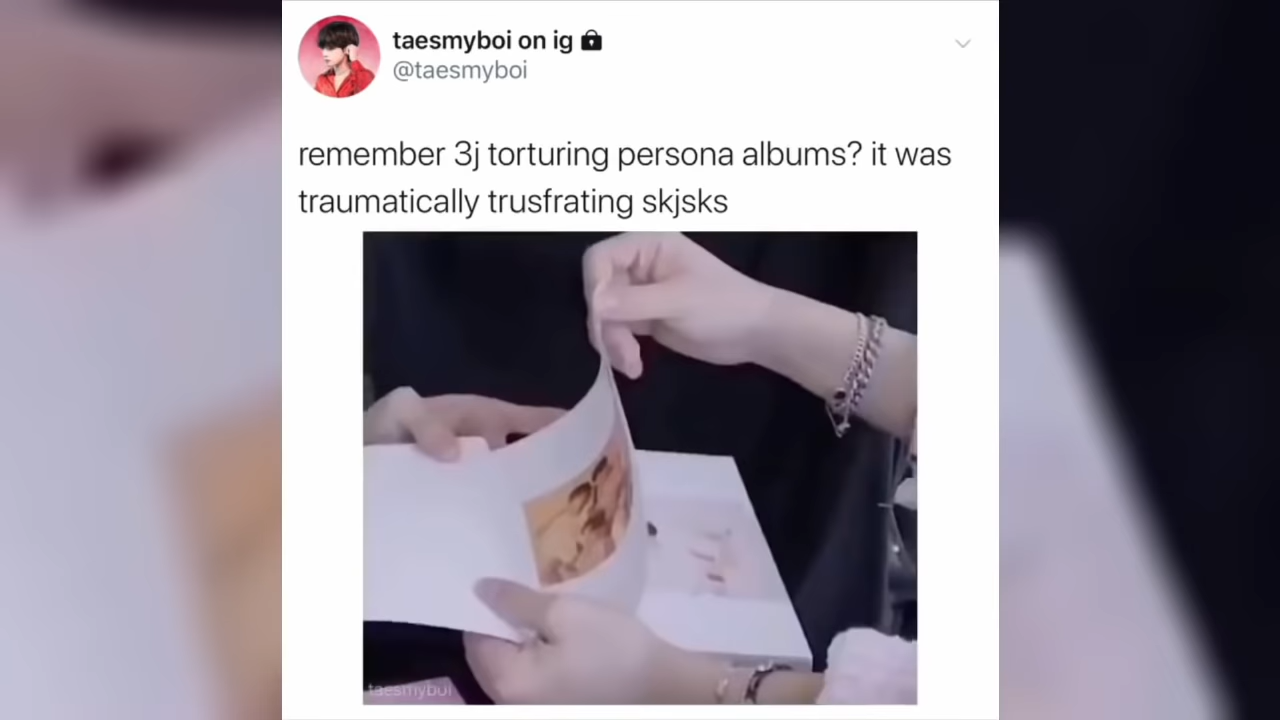 taesmyboi on ig 🔒
@taesmyboi
remember 3j torturing persona albums? it was
traumatically trusfrating skjsks
taesmyboi